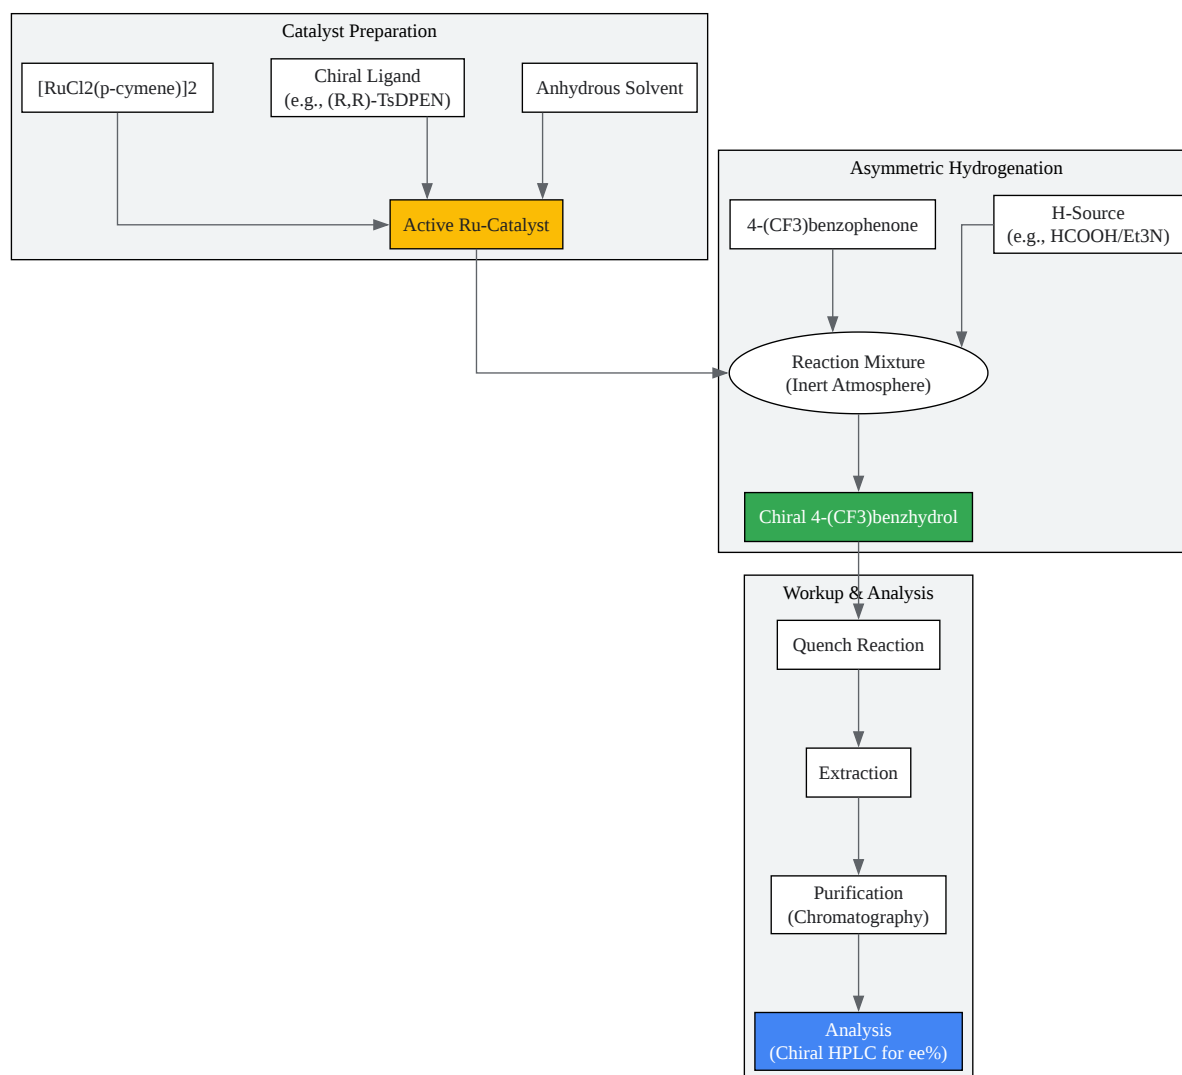 Catalyst Preparation
[RuCl2(p-cymene)]2
Chiral Ligand
(e.g., (R,R)-TsDPEN)
Anhydrous Solvent
Active Ru-Catalyst
Asymmetric Hydrogenation
4-(CF3)benzophenone
H-Source
(e.g., HCOOH/Et3N)
Reaction Mixture
(Inert Atmosphere)
Chiral 4-(CF3)benzhydrol
Workup & Analysis
Quench Reaction
Extraction
Purification
(Chromatography)
Analysis
(Chiral HPLC for ee%)